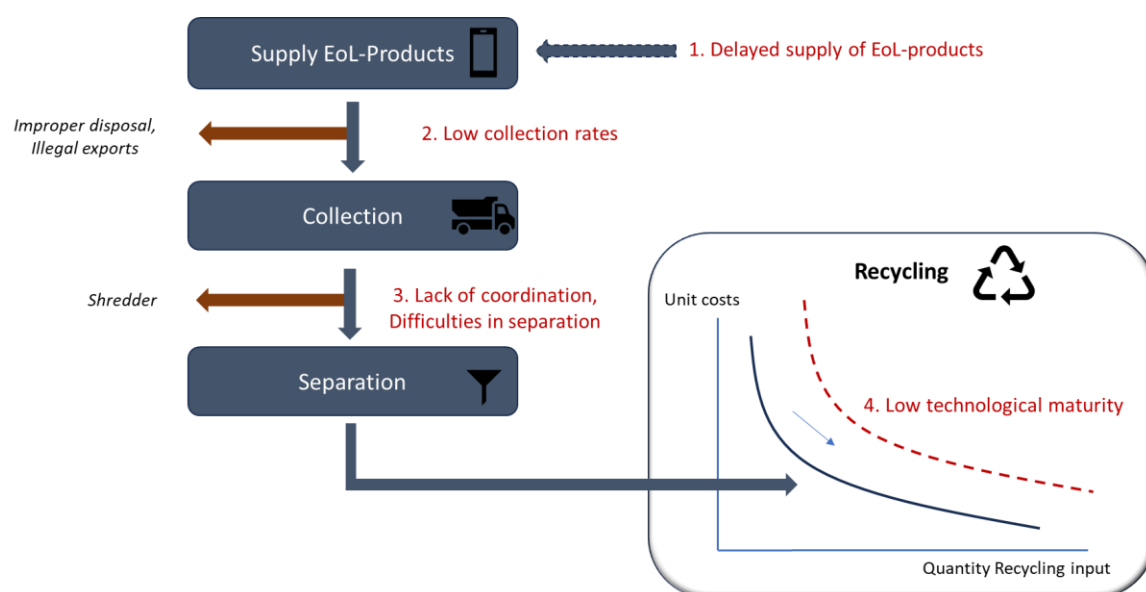 Supply EoL-Products
1. Delayed supply of EoL-products
Improper disposal,
Illegal exports
2. Low collection rates
Collection
Shredder
3. Lack of coordination,
Difficulties in separation
Separation
Recycling
Unit costs
4. Low technological maturity
Quantity Recycling input